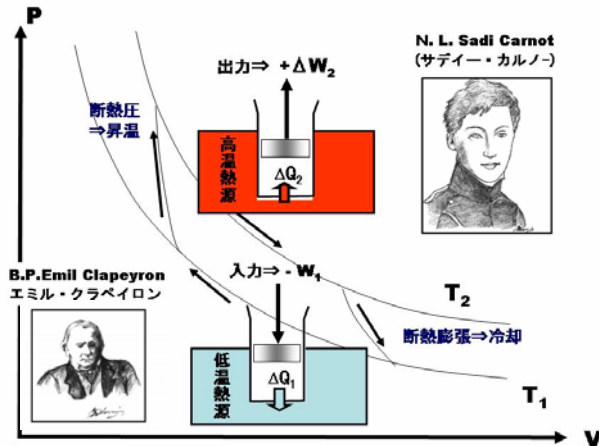 P
N. L. Sadi Carnot
(サディー・カルノー)
出力⇒ +ΔW2
断熱圧
⇒昇温
高温熱源
ΔQ2
B.P.Emil Clapeyron
エミル・クラペイロン
入力⇒ - W1
T2
断熱膨張⇒冷却
低温熱源
ΔQ1
T1
V